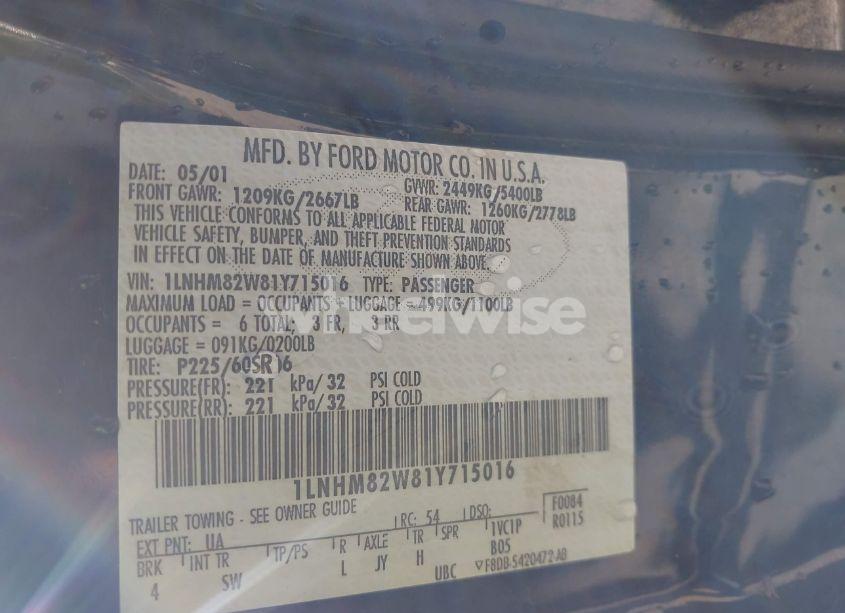 MFD. BY FORD MOTOR CO. IN U.S.A.
DATE: 05/01 GVWR: 2449KG/5400LB
FRONT GAWR: 1209KG/2667LB REAR GAWR: 1260KG/2778LB
THIS VEHICLE CONFORMS TO ALL APPLICABLE FEDERAL MOTOR
VEHICLE SAFETY, BUMPER, AND THEFT PREVENTION STANDARDS
IN EFFECT ON THE DATE OF MANUFACTURE SHOWN ABOVE.
VIN: 1LNHM82W81Y715016 TYPE: PASSENGER
MAXIMUM LOAD = OCCUPANTS + LUGGAGE = 499KG/1100LB
OCCUPANTS = 6 TOTAL; 3 FR, 3 RR
LUGGAGE = 091KG/0200LB
TIRE: P225/60SR16
PRESSURE(FR): 221 kPa/ 32 PSI COLD
PRESSURE(RR): 221 kPa/ 32 PSI COLD
wheelwise
1LNHM82W81Y715016
TRAILER TOWING - SEE OWNER GUIDE
RC: 54 DSO: F0084
R0115
EXT PNT: UA
BRK INT TR TP/PS R AXLE TR SPR 1VC1P
4 SW L JY H UBC B05
▽F8DB-5420472-AB